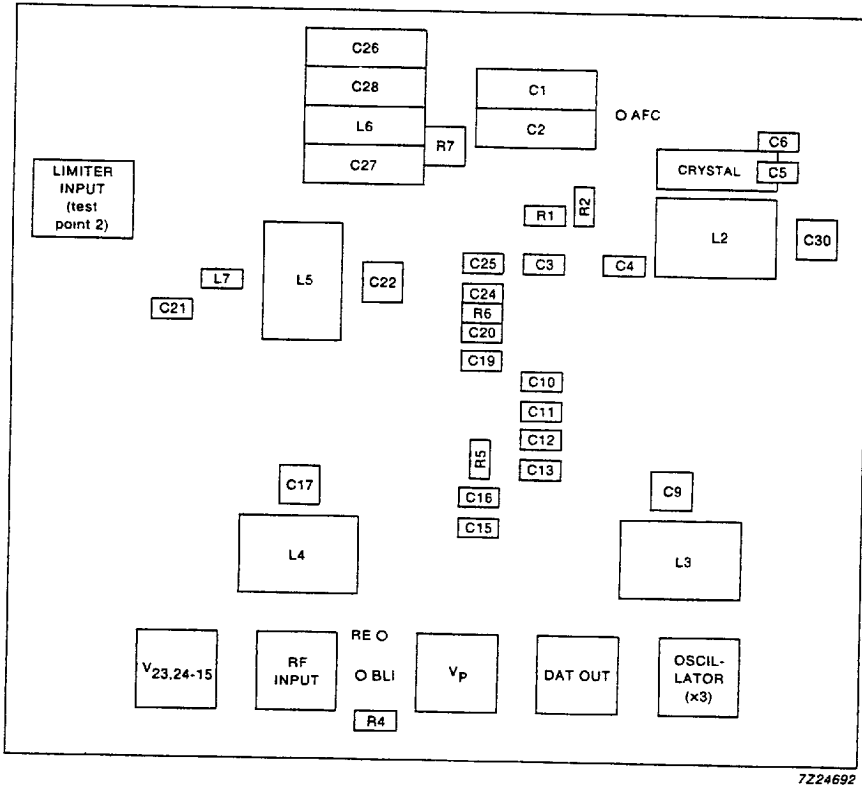 C26
C28
L6
C27
R7
C1
C2
AFC
C6
CRYSTAL
C5
LIMITER
INPUT
(test
point 2)
R1
R2
L2
C30
L7
C21
L5
C22
C25
C3
C4
C24
R6
C20
C19
C10
C11
C12
C13
R5
C17
C16
C15
C9
L4
L3
V23,24-15
RF
INPUT
RE
BLI
R4
VP
DAT OUT
OSCIL-
LATOR
(x3)
7Z24692